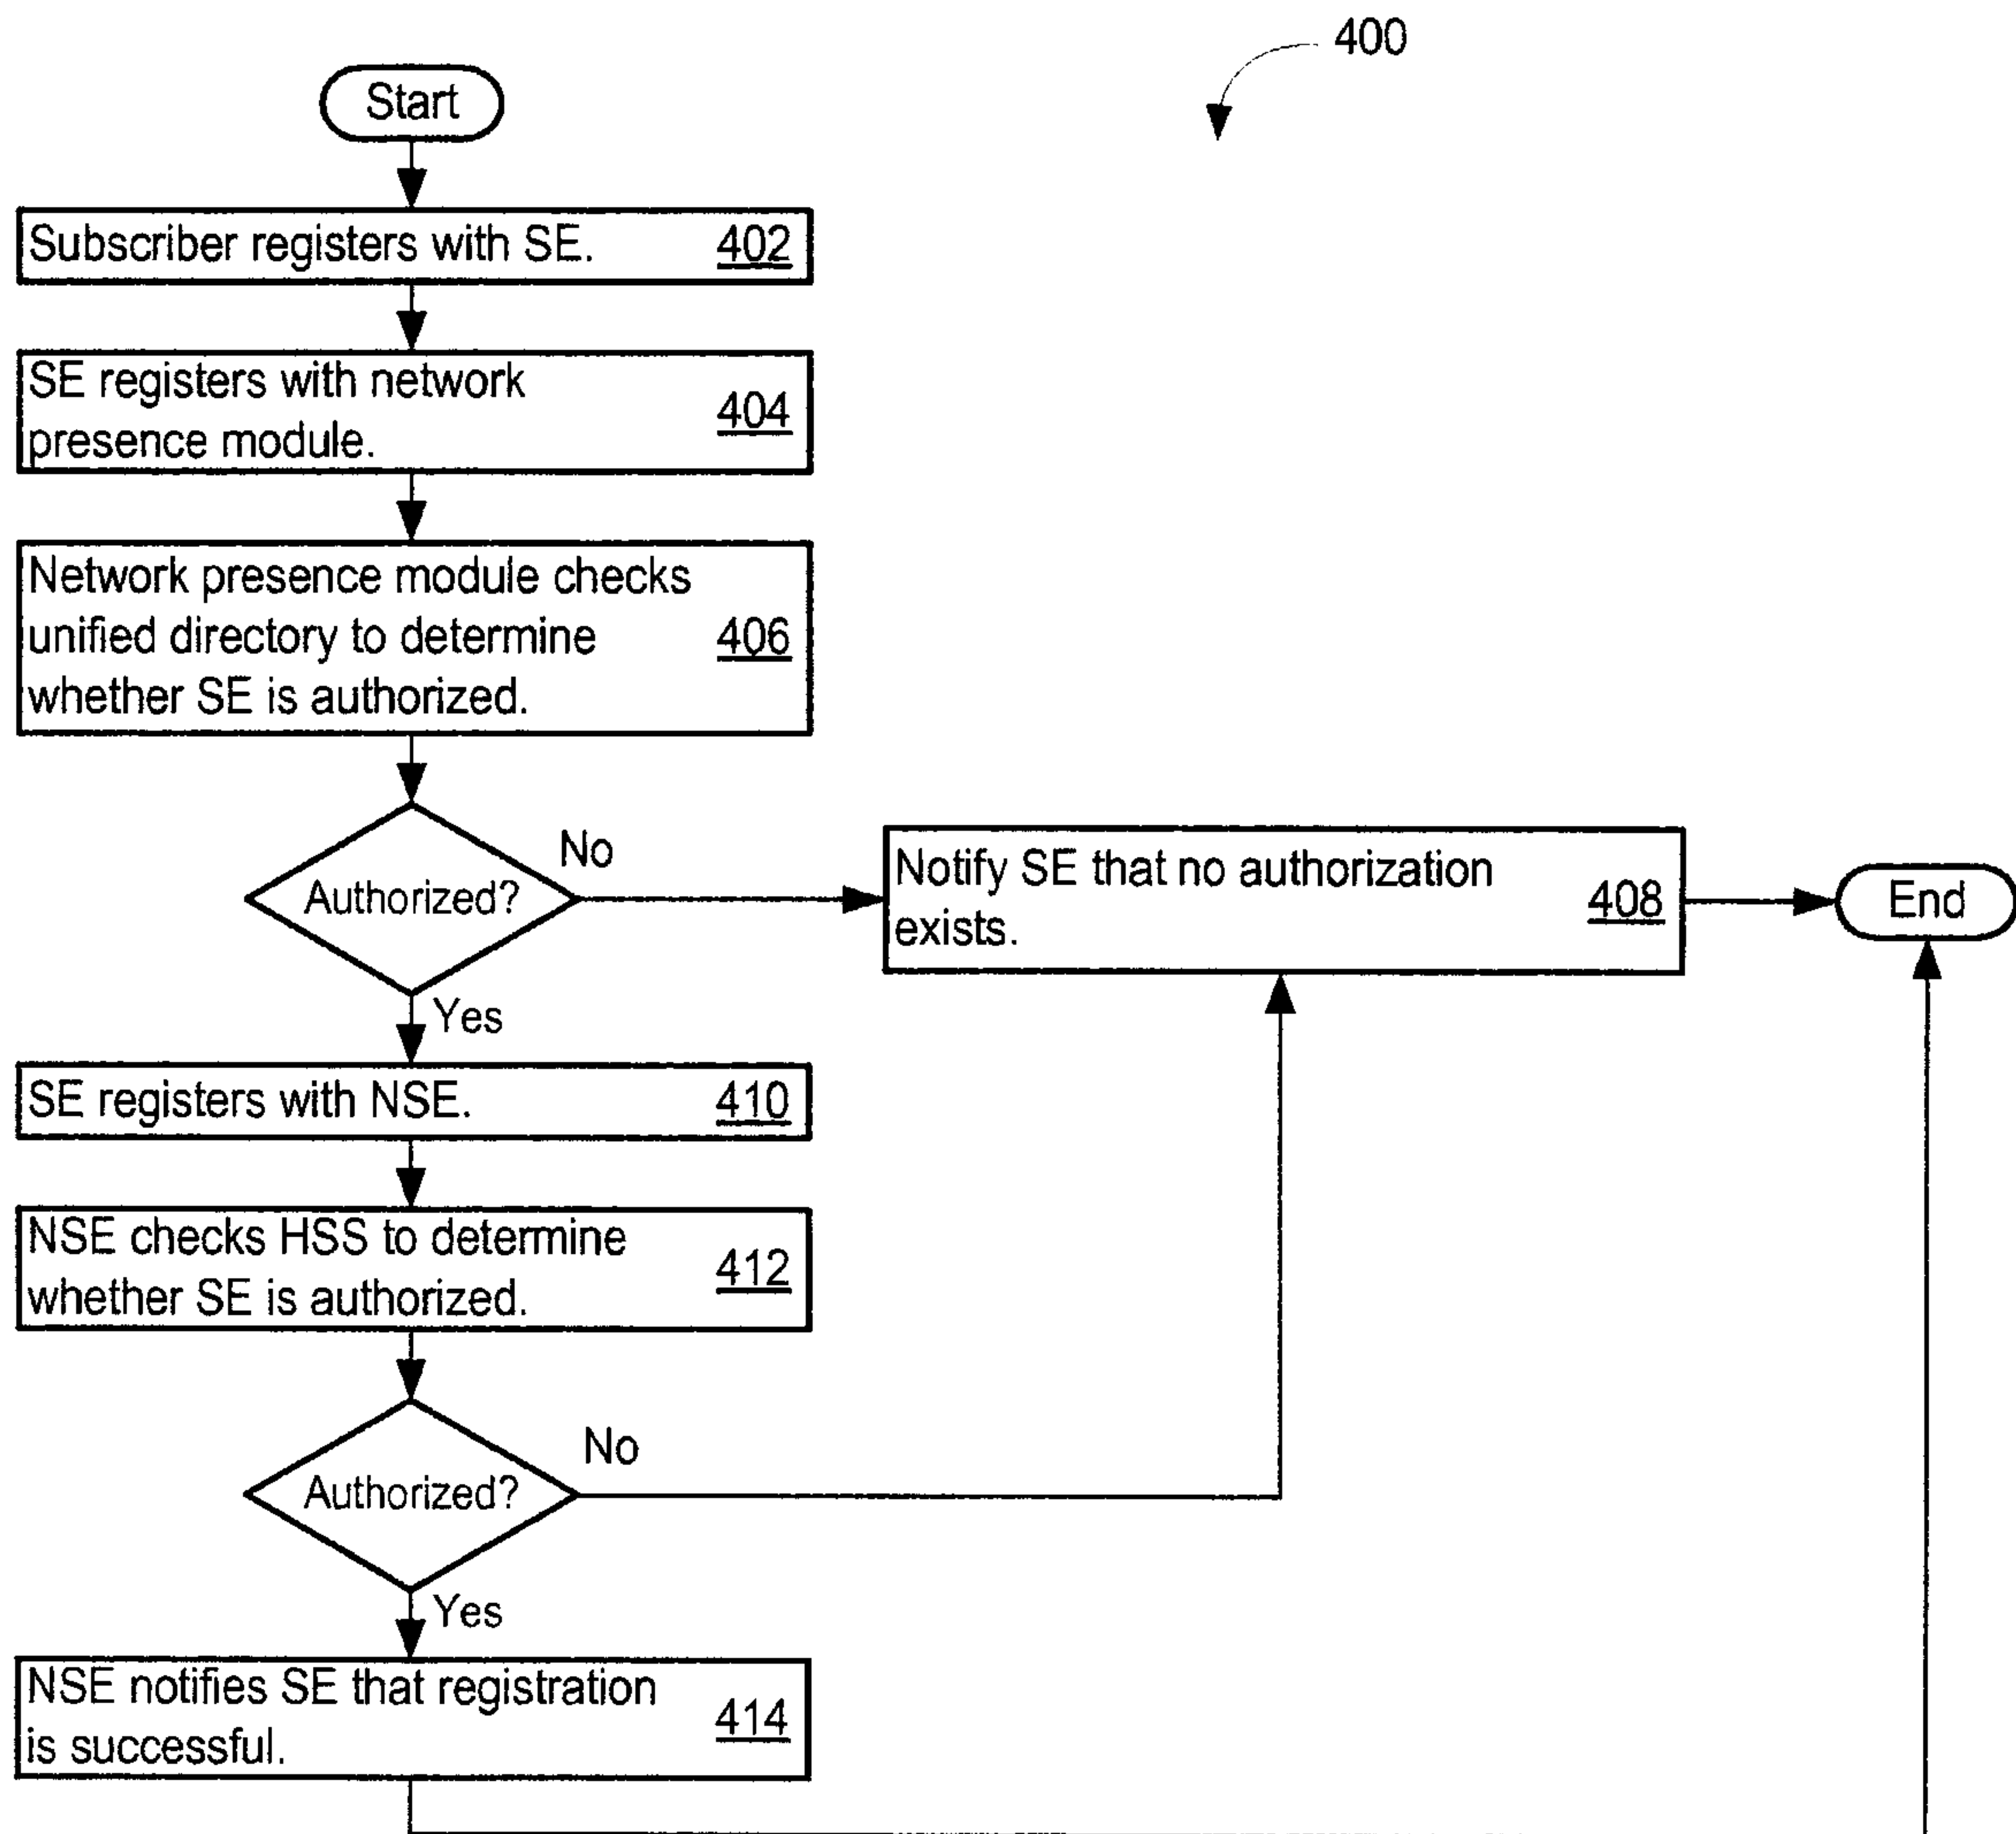 400
Start
Subscriber registers with SE. 402
SE registers with network
presence module.
404
Network presence module checks
unified directory to determine
whether SE is authorized.
406
Authorized?
No
Yes
Notify SE that no authorization
exists.
408
End
SE registers with NSE. 410
NSE checks HSS to determine
whether SE is authorized.
412
Authorized?
No
Yes
NSE notifies SE that registration
is successful.
414